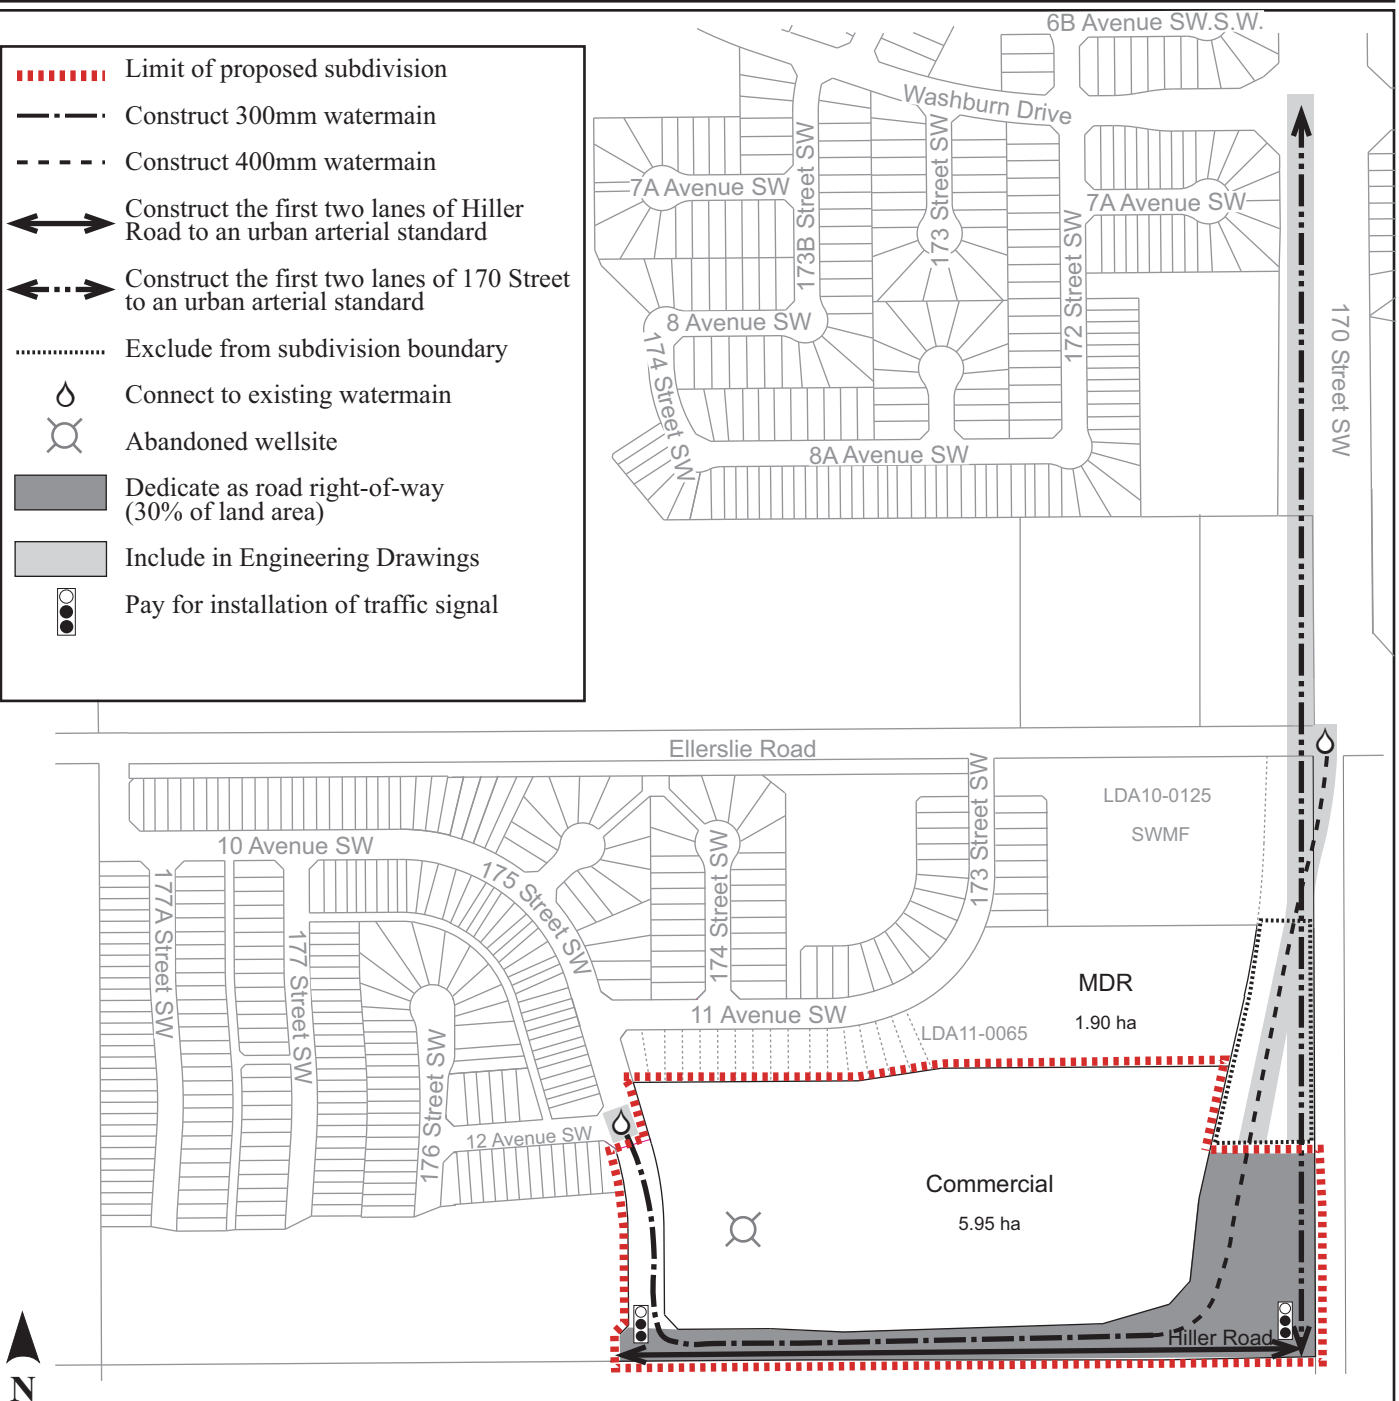 Limit of proposed subdivision
Construct 300mm watermain
Construct 400mm watermain
Construct the first two lanes of Hiller
Road to an urban arterial standard
Construct the first two lanes of 170 Street
to an urban arterial standard
Exclude from subdivision boundary
Connect to existing watermain
Abandoned wellsite
Dedicate as road right-of-way
(30% of land area)
Include in Engineering Drawings
Pay for installation of traffic signal
6B Avenue SW.S.W.
Washburn Drive
7A Avenue SW
173B Street SW
173 Street SW
7A Avenue SW
172 Street SW
8 Avenue SW
174 Street SW
8A Avenue SW
170 Street SW
Ellerslie Road
173 Street SW
LDA10-0125
SWMF
10 Avenue SW
175 Street SW
174 Street SW
177A Street SW
177 Street SW
176 Street SW
11 Avenue SW
LDA11-0065
MDR
1.90 ha
12 Avenue SW
Commercial
5.95 ha
Hiller Road
N